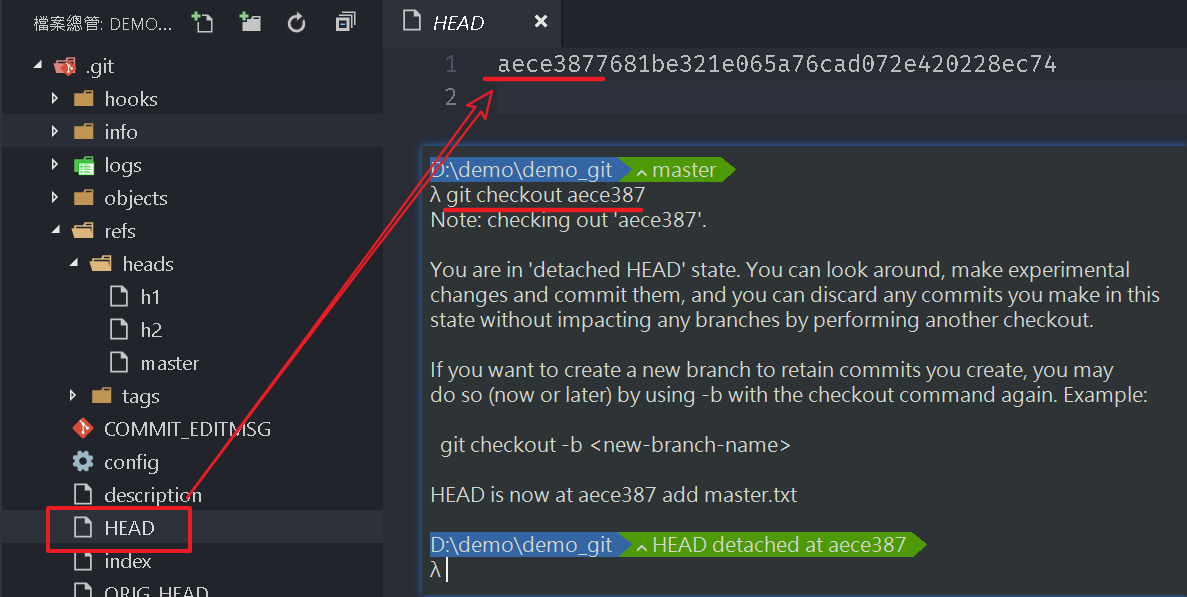 檔案總管: DEMO...
.git
hooks
info
logs
objects
refs
heads
h1
h2
master
tags
COMMIT_EDITMSG
config
description
HEAD
index
ORIG_HEAD
HEAD ×
1 aece3877681be321e065a76cad072e420228ec74
2
D:\demo\demo_git master
λ git checkout aece387
Note: checking out 'aece387'.
You are in 'detached HEAD' state. You can look around, make experimental
changes and commit them, and you can discard any commits you make in this
state without impacting any branches by performing another checkout.
If you want to create a new branch to retain commits you create, you may
do so (now or later) by using -b with the checkout command again. Example:
git checkout -b <new-branch-name>
HEAD is now at aece387 add master.txt
D:\demo\demo_git HEAD detached at aece387
λ